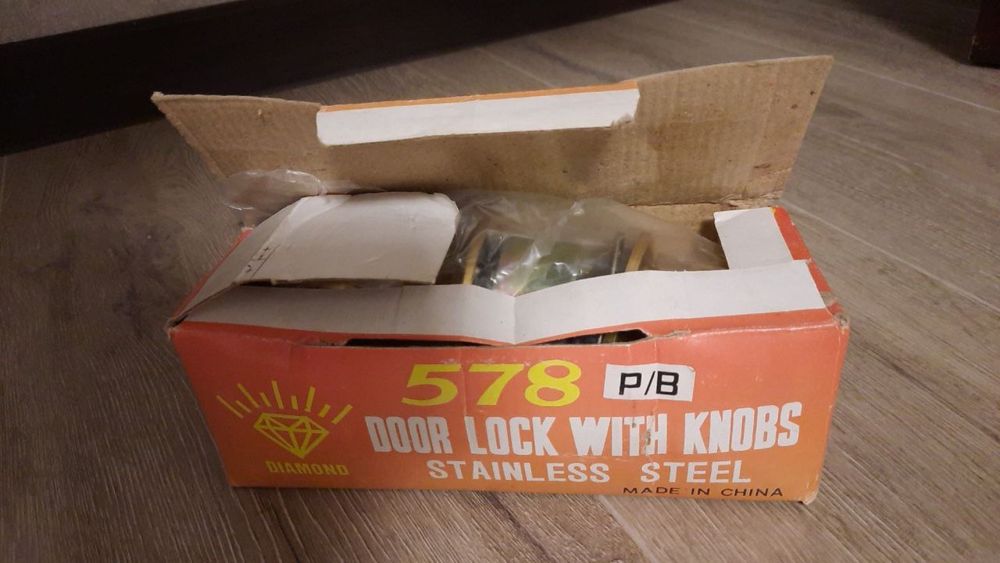 578 P/B
DOOR LOCK WITH KNOBS
STAINLESS STEEL
MADE IN CHINA
DIAMOND